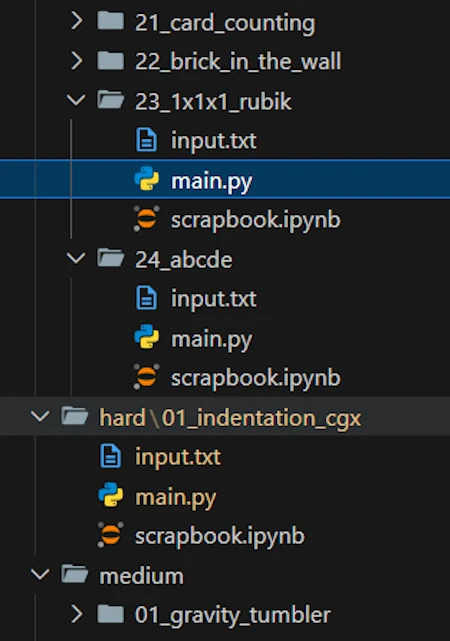 21_card_counting
22_brick_in_the_wall
23_1x1x1_rubik
input.txt
main.py
scrapbook.ipynb
24_abcde
input.txt
main.py
scrapbook.ipynb
hard\01_indentation_cgx
input.txt
main.py
scrapbook.ipynb
medium
01_gravity_tumbler